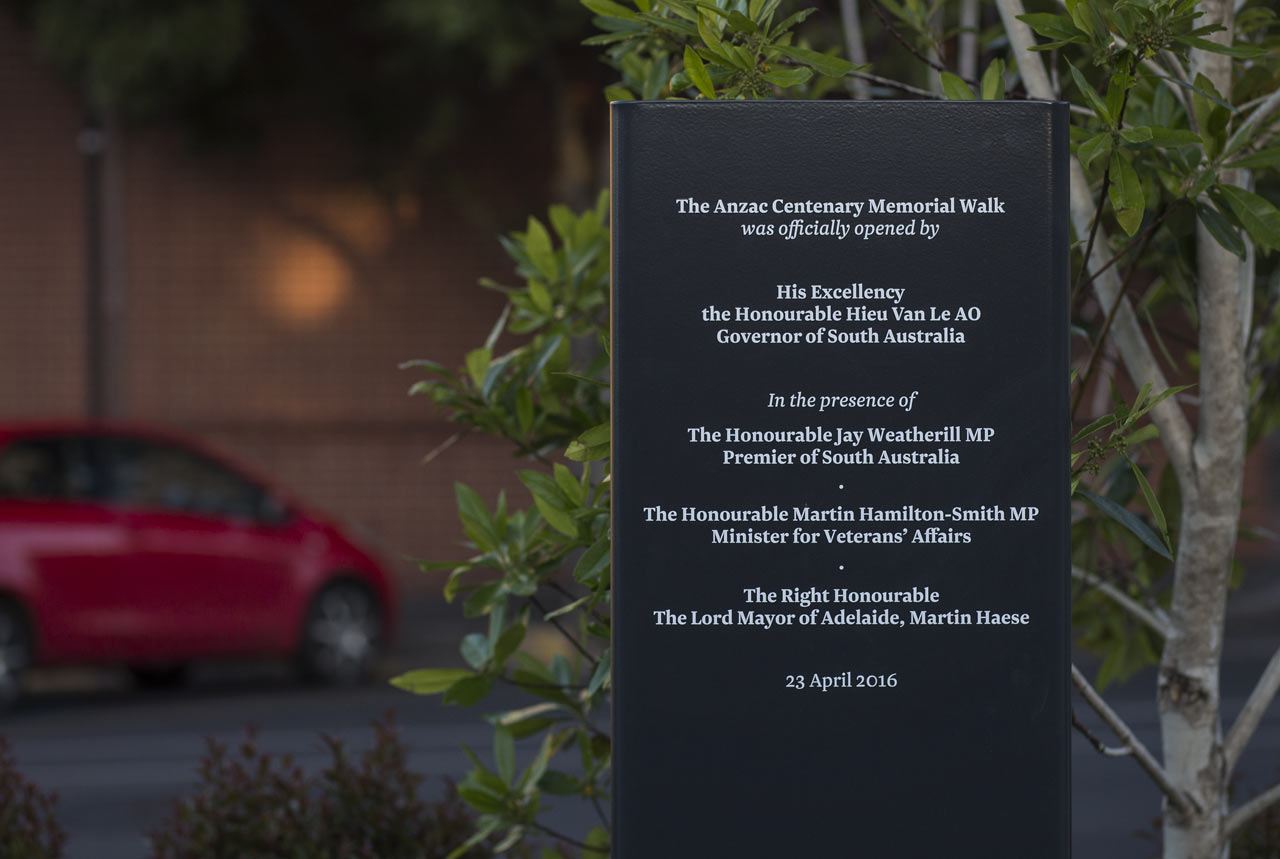 The Anzac Centenary Memorial Walk
was officially opened by
His Excellency
the Honourable Hieu Van Le AO
Governor of South Australia
In the presence of
The Honourable Jay Weatherill MP
Premier of South Australia
•
The Honourable Martin Hamilton-Smith MP
Minister for Veterans’ Affairs
•
The Right Honourable
The Lord Mayor of Adelaide, Martin Haese
23 April 2016